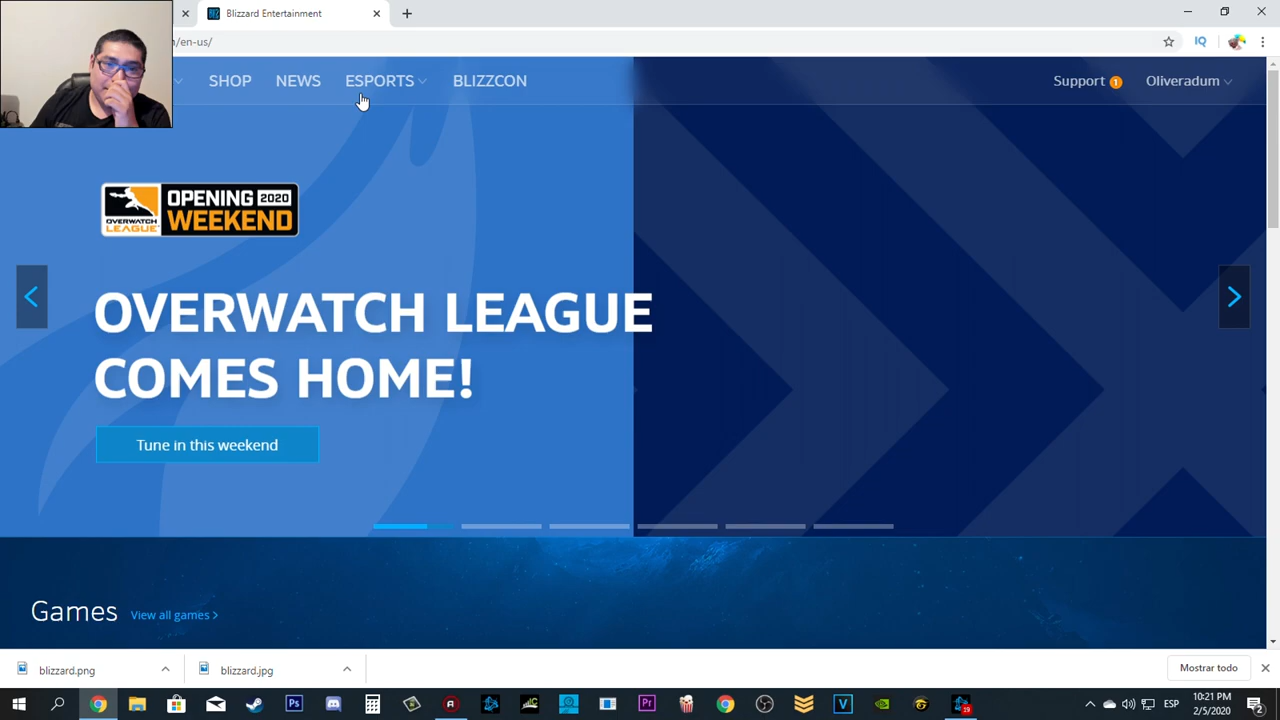 Blizzard Entertainment
/en-us/
SHOP NEWS ESPORTS BLIZZCON Support 1 Oliveradum
OPENING 2020
WEEKEND
OVERWATCH
LEAGUE
OVERWATCH LEAGUE
COMES HOME!
Tune in this weekend
Games View all games >
blizzard.png blizzard.jpg Mostrar todo
10:21 PM
ESP
2/5/2020